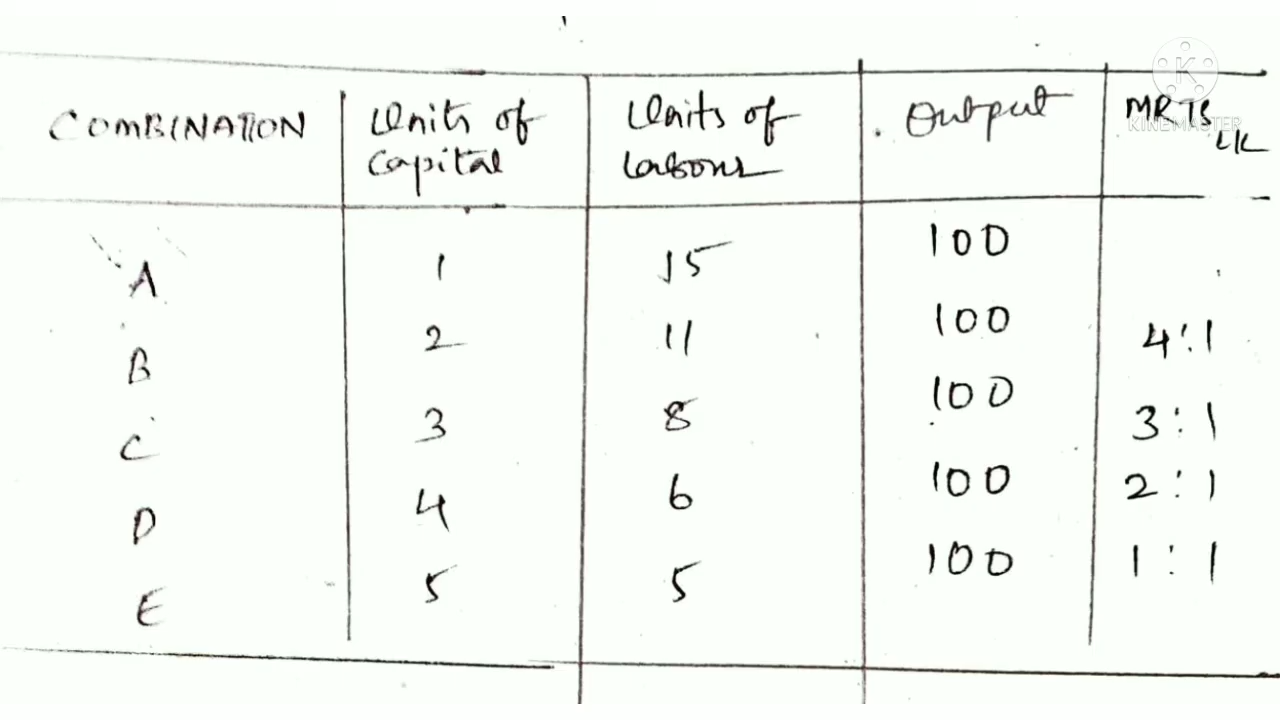 COMBINATION Units of Capital Units of Labour Output MRTS LK
A 1 15 100
B 2 11 100 4:1
C 3 8 100 3:1
D 4 6 100 2:1
E 5 5 100 1:1
KINEMASTER